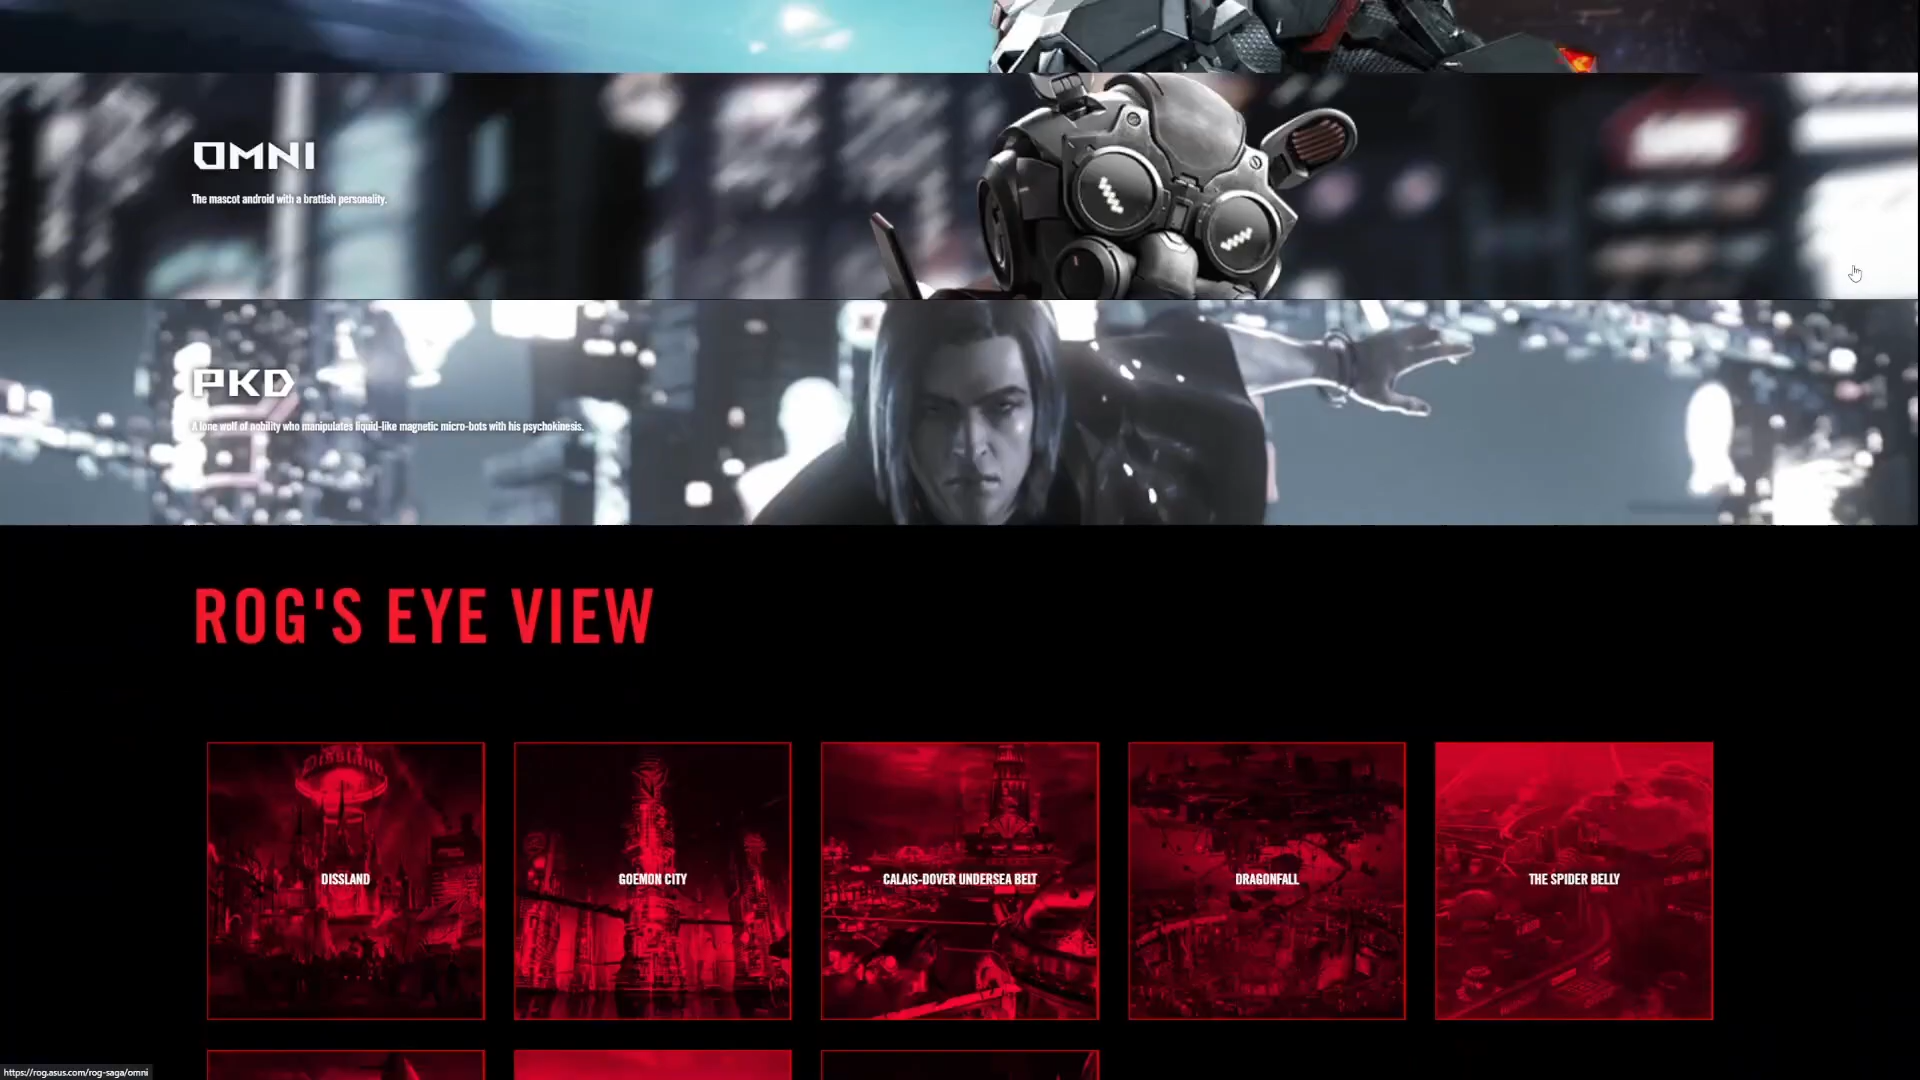 OMNI
The mascot android with a brattish personality.
PKD
A lone wolf of nobility who manipulates liquid-like magnetic micro-bots with his psychokinesis.
ROG'S EYE VIEW
Dissland
DISSLAND
GOEMON CITY
CALAIS-DOVER UNDERSEA BELT
DRAGONFALL
THE SPIDER BELLY
https://rog.asus.com/rog-saga/omni